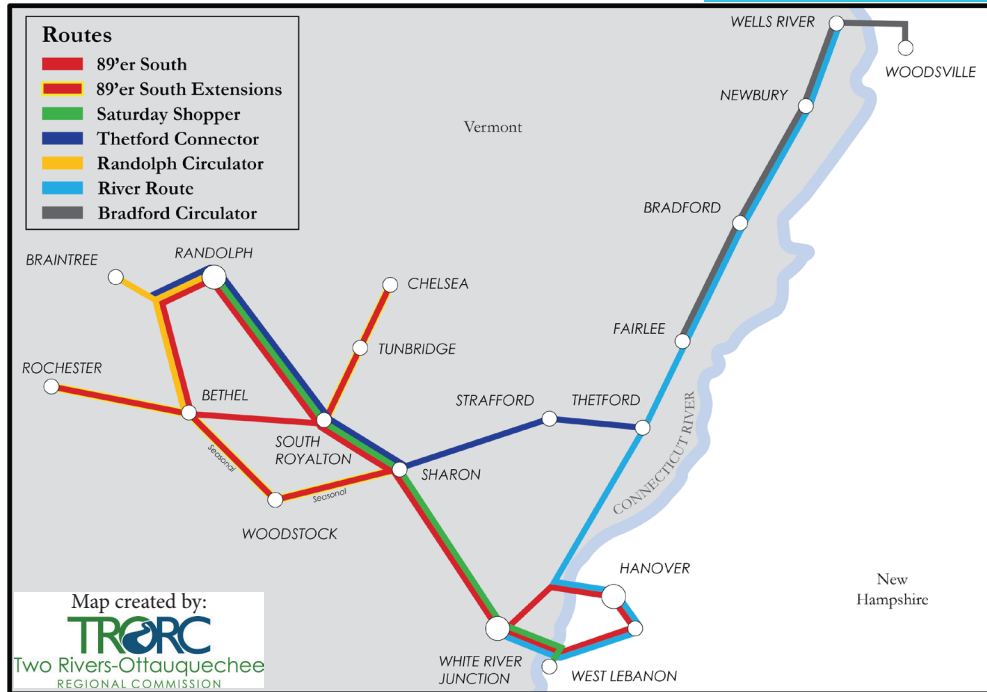 Routes
89'er South
89'er South Extensions
Saturday Shopper
Thetford Connector
Randolph Circulator
River Route
Bradford Circulator
WELLS RIVER
WOODSVILLE
NEWBURY
Vermont
BRADFORD
RANDOLPH
BRAINTREE
CHELSEA
FAIRLEE
TUNBRIDGE
ROCHESTER
BETHEL
STRAFFORD
THETFORD
SOUTH
ROYALTON
Seasonal
SHARON
CONNECTICUT RIVER
Seasonal
WOODSTOCK
HANOVER
New
Hampshire
WHITE RIVER
JUNCTION
WEST LEBANON
Map created by:
TRORC
Two Rivers-Ottauquechee
REGIONAL COMMISSION